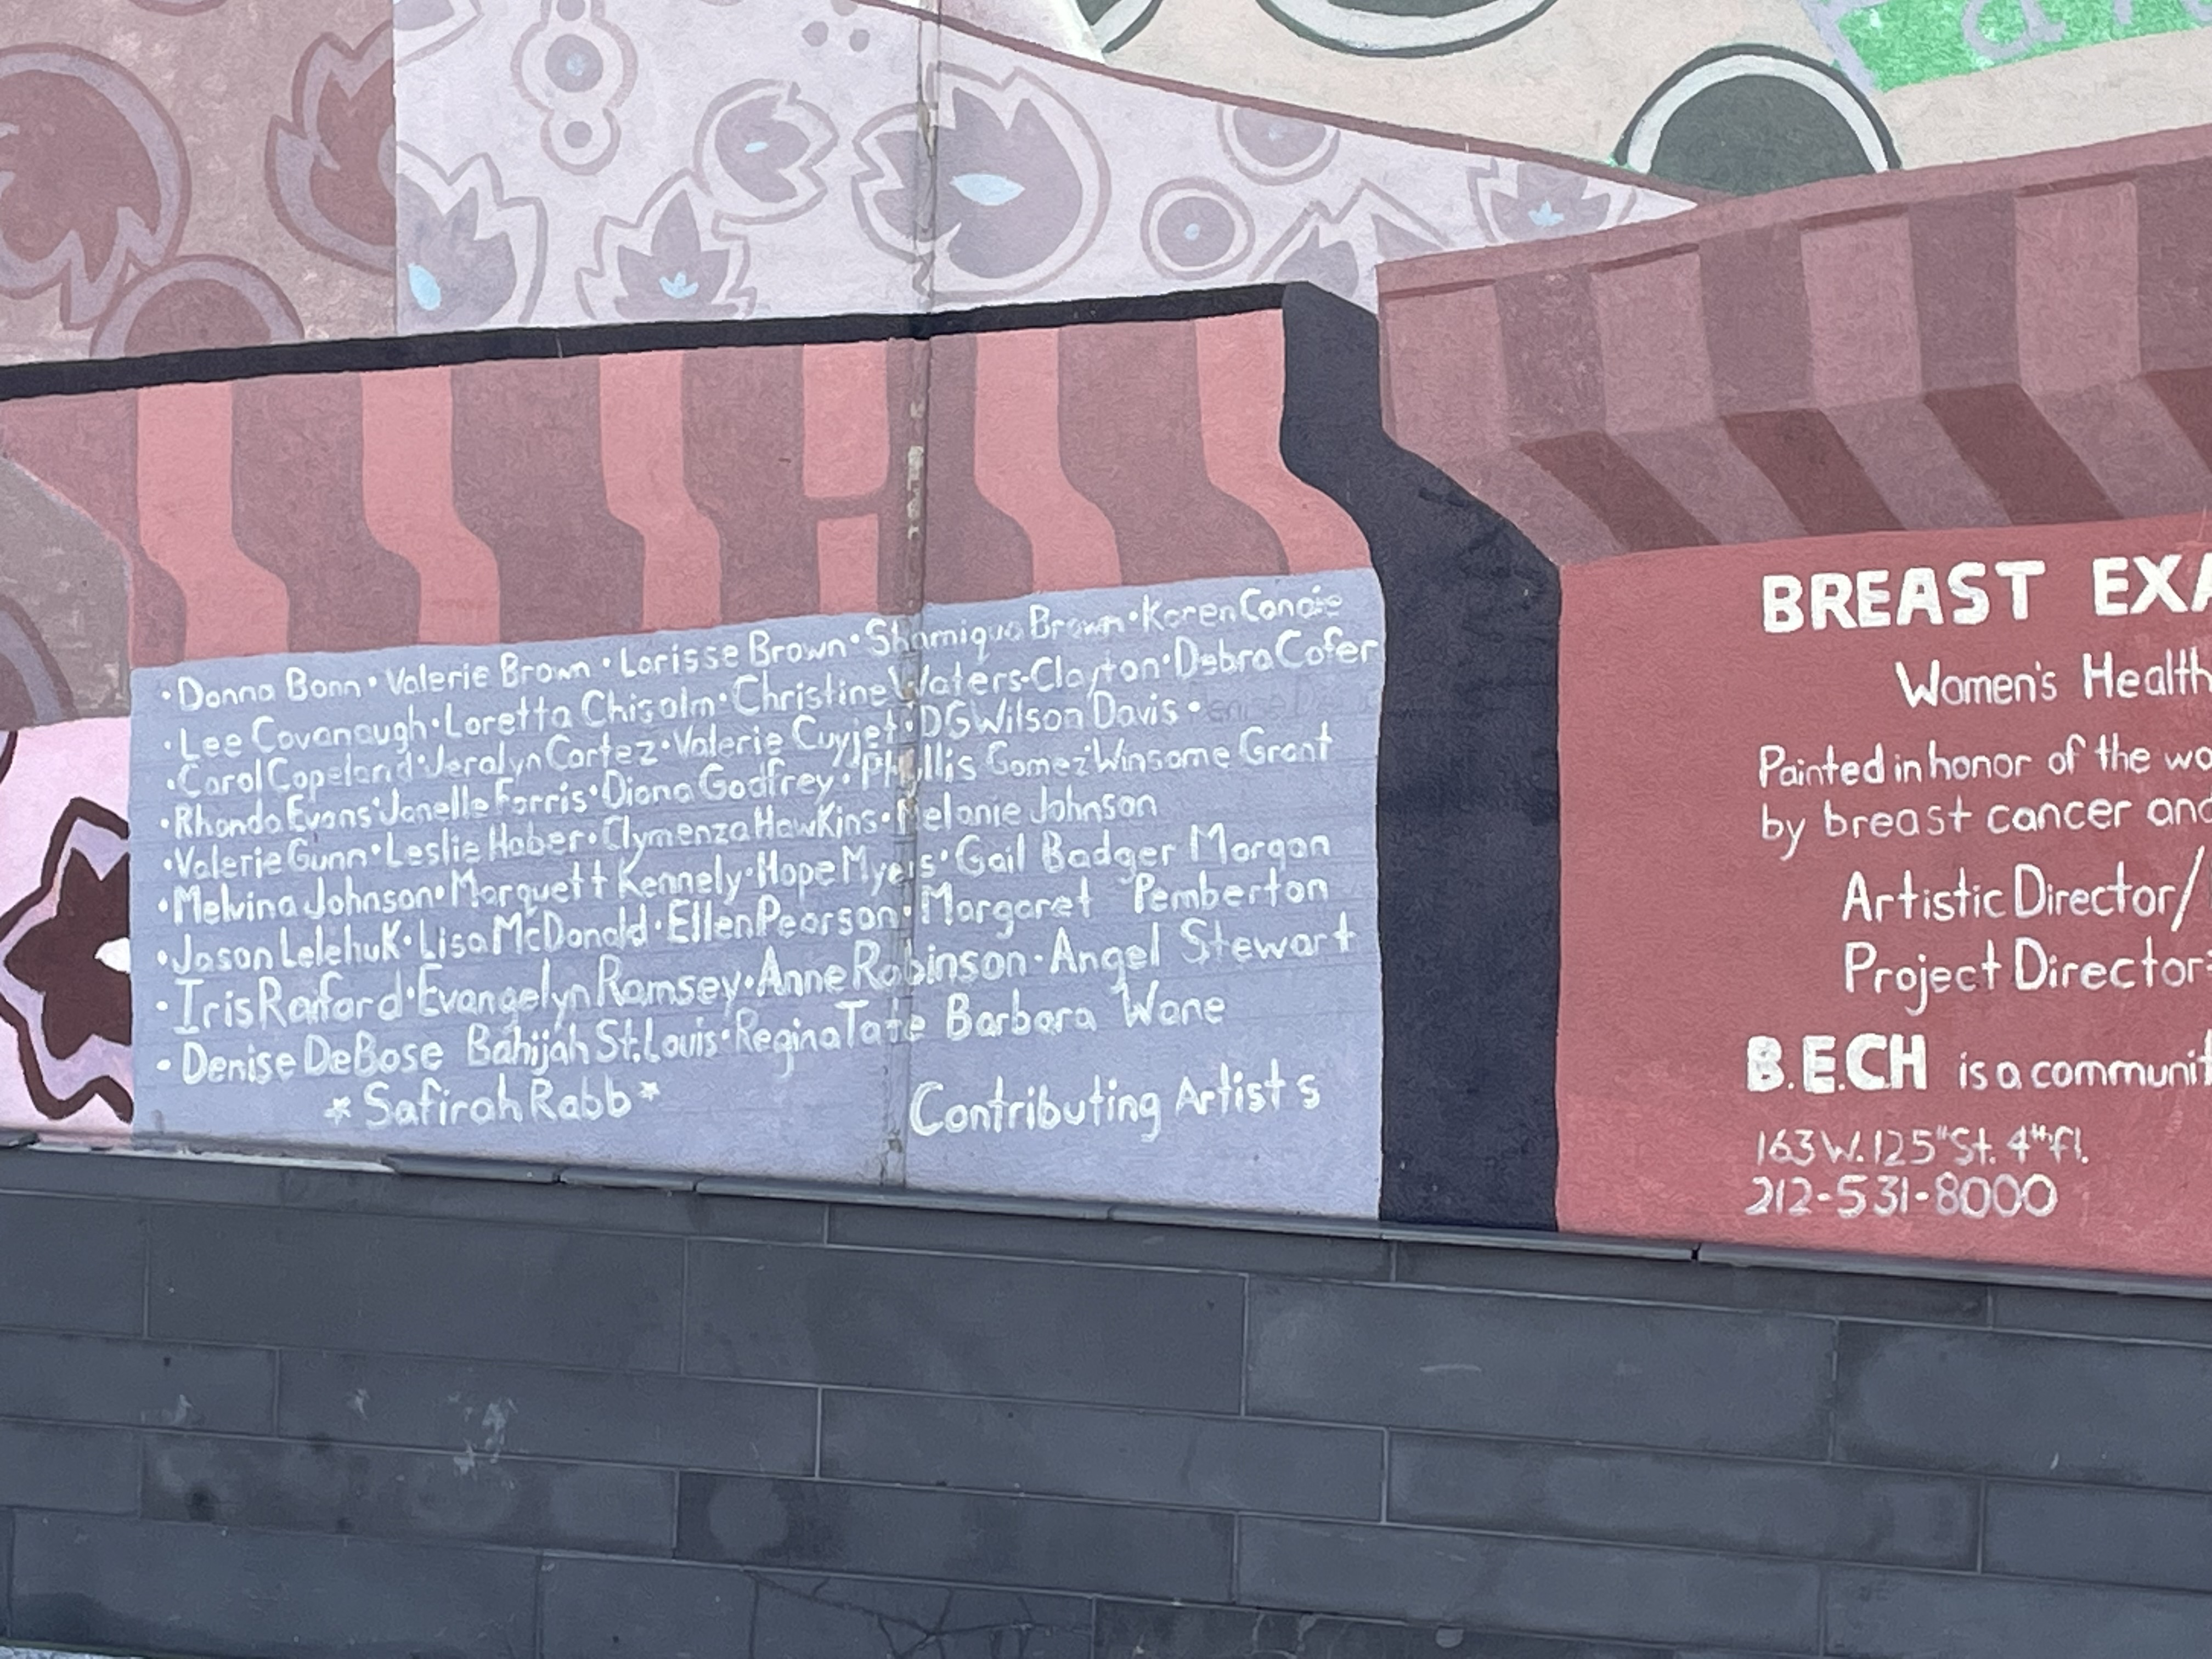 • Donna Bonn • Valerie Brown • Larisse Brown • Shamiqua Brown • Karen
• Lee Cavanaugh • Loretta Chisolm • Christine Waters-Clayton • Debra Cofer
• Carol Copeland • Jeralyn Cortez • Valerie Cuyjet • DG Wilson Davis •
• Rhonda Evans • Janelle Farris • Diana Godfrey • Phyllis Gomez • Winsome Grant
• Valerie Gunn • Leslie Haber • Clymenza Hawkins • Melanie Johnson
• Melvina Johnson • Marquett Kennely • Hope Myers • Gail Badger Morgan
• Jason Lelehuk • Lisa McDonald • Ellen Pearson • Margaret Pemberton
• Iris Raiford • Evangelyn Ramsey • Anne Robinson • Angel Stewart
• Denise DeBose Bahijah St. Louis • Regina Tate Barbara Wane
* Safirah Rabb *
Contributing Artists
BREAST EXA
Women's Health
Painted in honor of the wo
by breast cancer and
Artistic Director/
Project Director:
B.E.C.H is a communit
163 W. 125th St. 4th fl.
212-531-8000